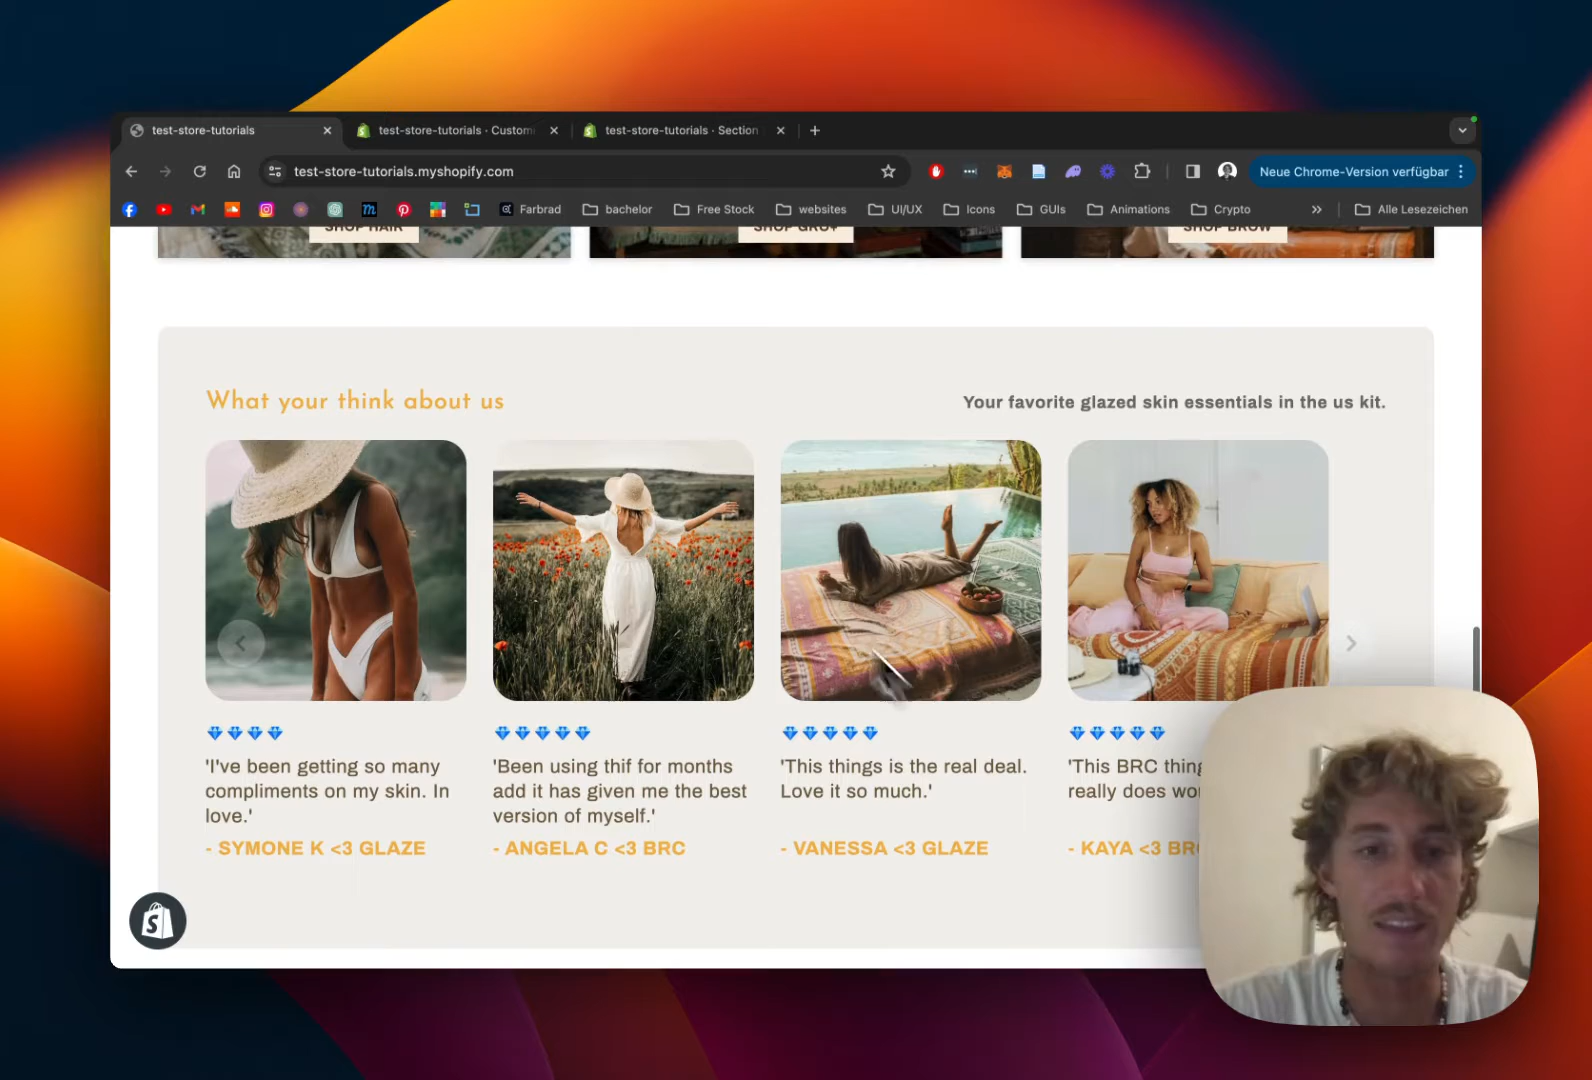 test-store-tutorials
test-store-tutorials · Custom
test-store-tutorials · Section
test-store-tutorials.myshopify.com
Neue Chrome-Version verfügbar
Farbrad
bachelor
Free Stock
websites
UI/UX
Icons
GUIs
Animations
Crypto
Alle Lesezeichen
SHOP HAIR
SHOP BROW
What your think about us
Your favorite glazed skin essentials in the us kit.
'I've been getting so many
compliments on my skin. In
love.'
- SYMONE K <3 GLAZE
'Been using thif for months
add it has given me the best
version of myself.'
- ANGELA C <3 BRC
'This things is the real deal.
Love it so much.'
- VANESSA <3 GLAZE
'This BRC thing
really does wo
- KAYA <3 BRC